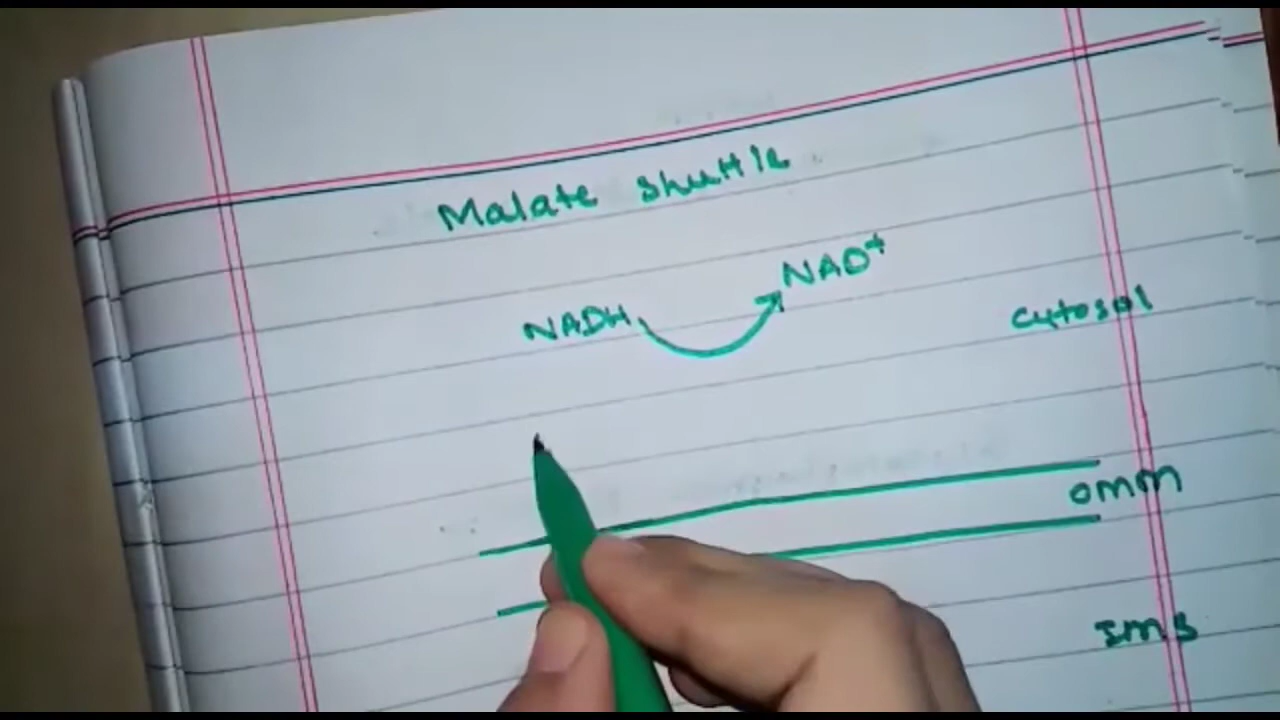 Malate shuttle
NADH NAD+
cytosol
omm
Ims